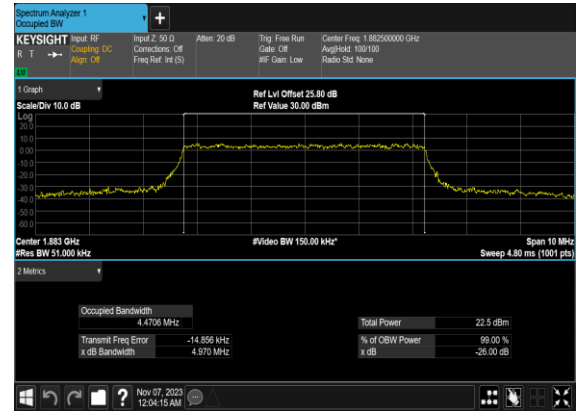 Spectrum Analyzer 1
Occupied BW
+
KEYSIGHT Input: RF Input Z: 50 Ω Atten: 20 dB Trig: Free Run Center Freq: 1.882500000 GHz
R T Coupling: DC Corrections: Off Gate: Off Avg|Hold: 100/100
Align: Off Freq Ref: Int (S) #IF Gain: Low Radio Std: None
1 Graph
Ref Lvl Offset 25.80 dB
Scale/Div 10.0 dB Ref Value 30.00 dBm
Log
20.0
10.0
0.00
-10.0
-20.0
-30.0
-40.0
-50.0
-60.0
Center 1.883 GHz #Video BW 150.00 kHz* Span 10 MHz
#Res BW 51.000 kHz Sweep 4.80 ms (1001 pts)
2 Metrics
Occupied Bandwidth
4.4706 MHz Total Power 22.5 dBm
Transmit Freq Error -14.856 kHz % of OBW Power 99.00 %
x dB Bandwidth 4.970 MHz x dB -26.00 dB
? Nov 07, 2023
12:04:15 AM